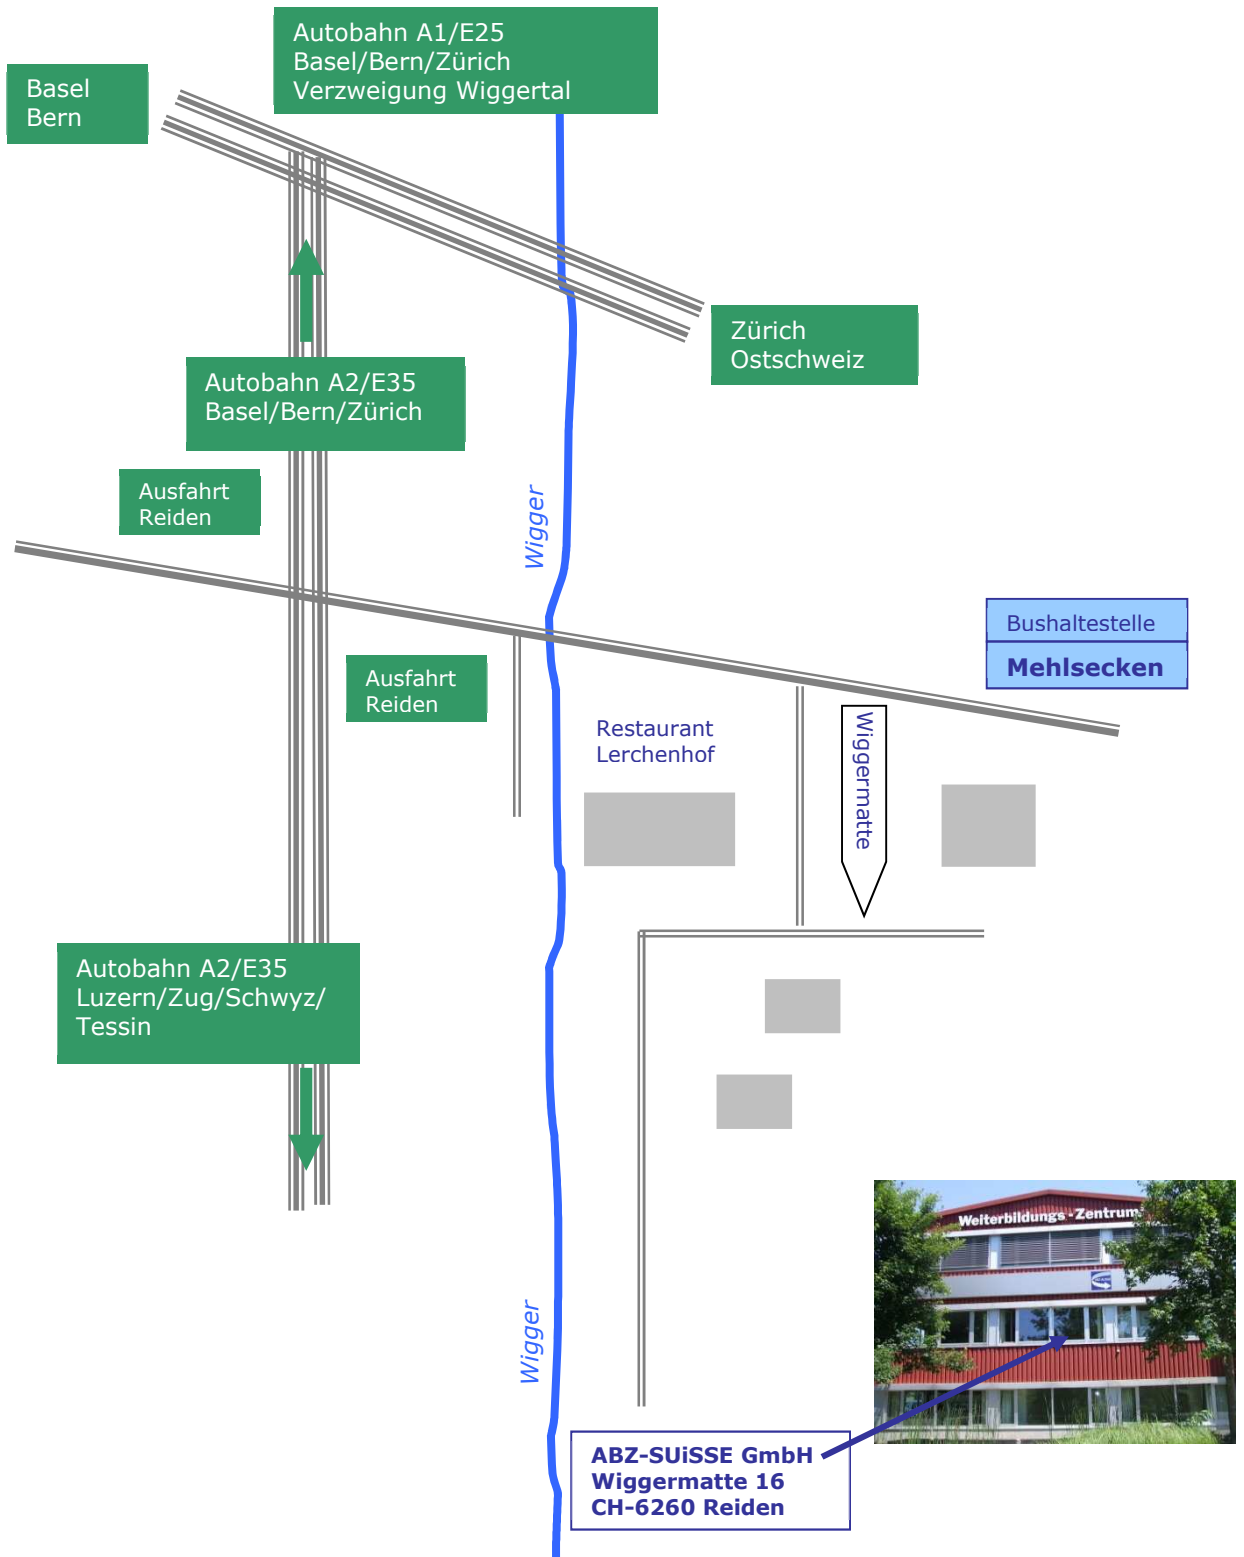 Autobahn A1/E25
Basel/Bern/Zürich
Verzweigung Wiggertal
Basel
Bern
Zürich
Ostschweiz
Autobahn A2/E35
Basel/Bern/Zürich
Ausfahrt
Reiden
Wigger
Bushaltestelle
Mehlsecken
Ausfahrt
Reiden
Restaurant
Lerchenhof
Wiggermatte
Autobahn A2/E35
Luzern/Zug/Schwyz/
Tessin
Weiterbildungs-Zentrum
Wigger
ABZ-SUiSSE GmbH
Wiggermatte 16
CH-6260 Reiden